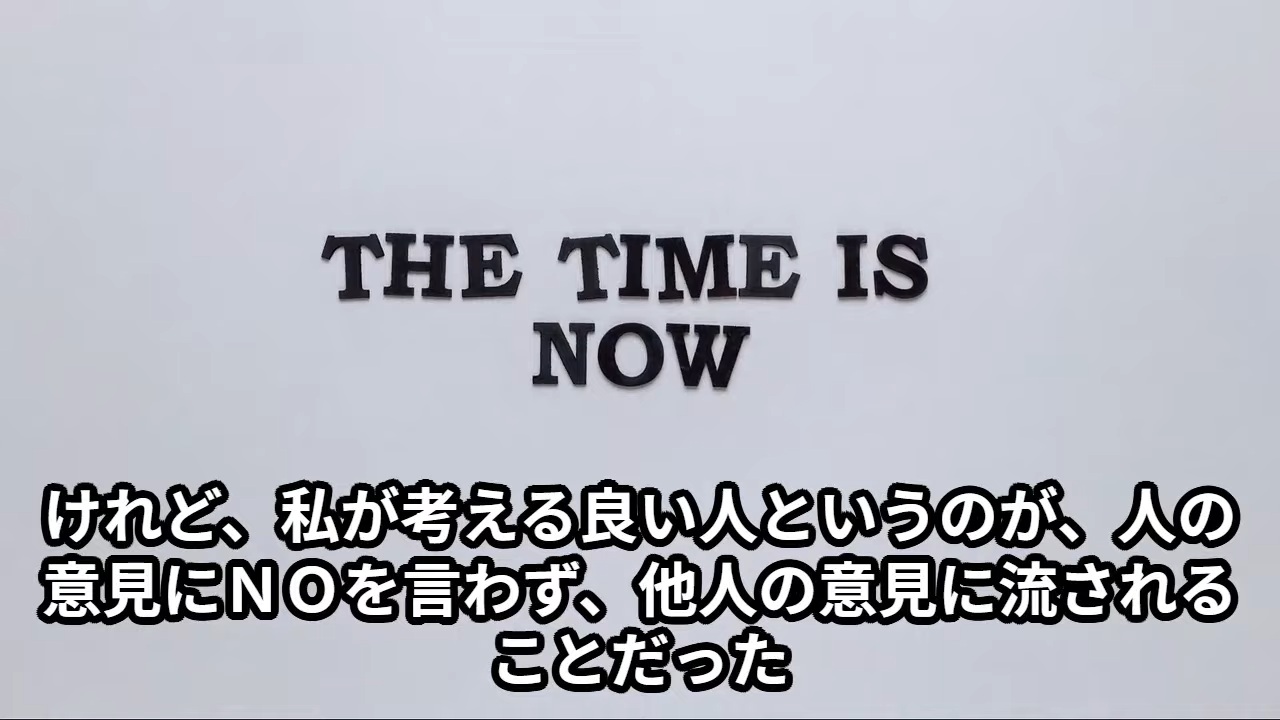 THE TIME IS
NOW
けれど、私が考える良い人というのが、人の
意見にＮＯを言わず、他人の意見に流される
ことだった